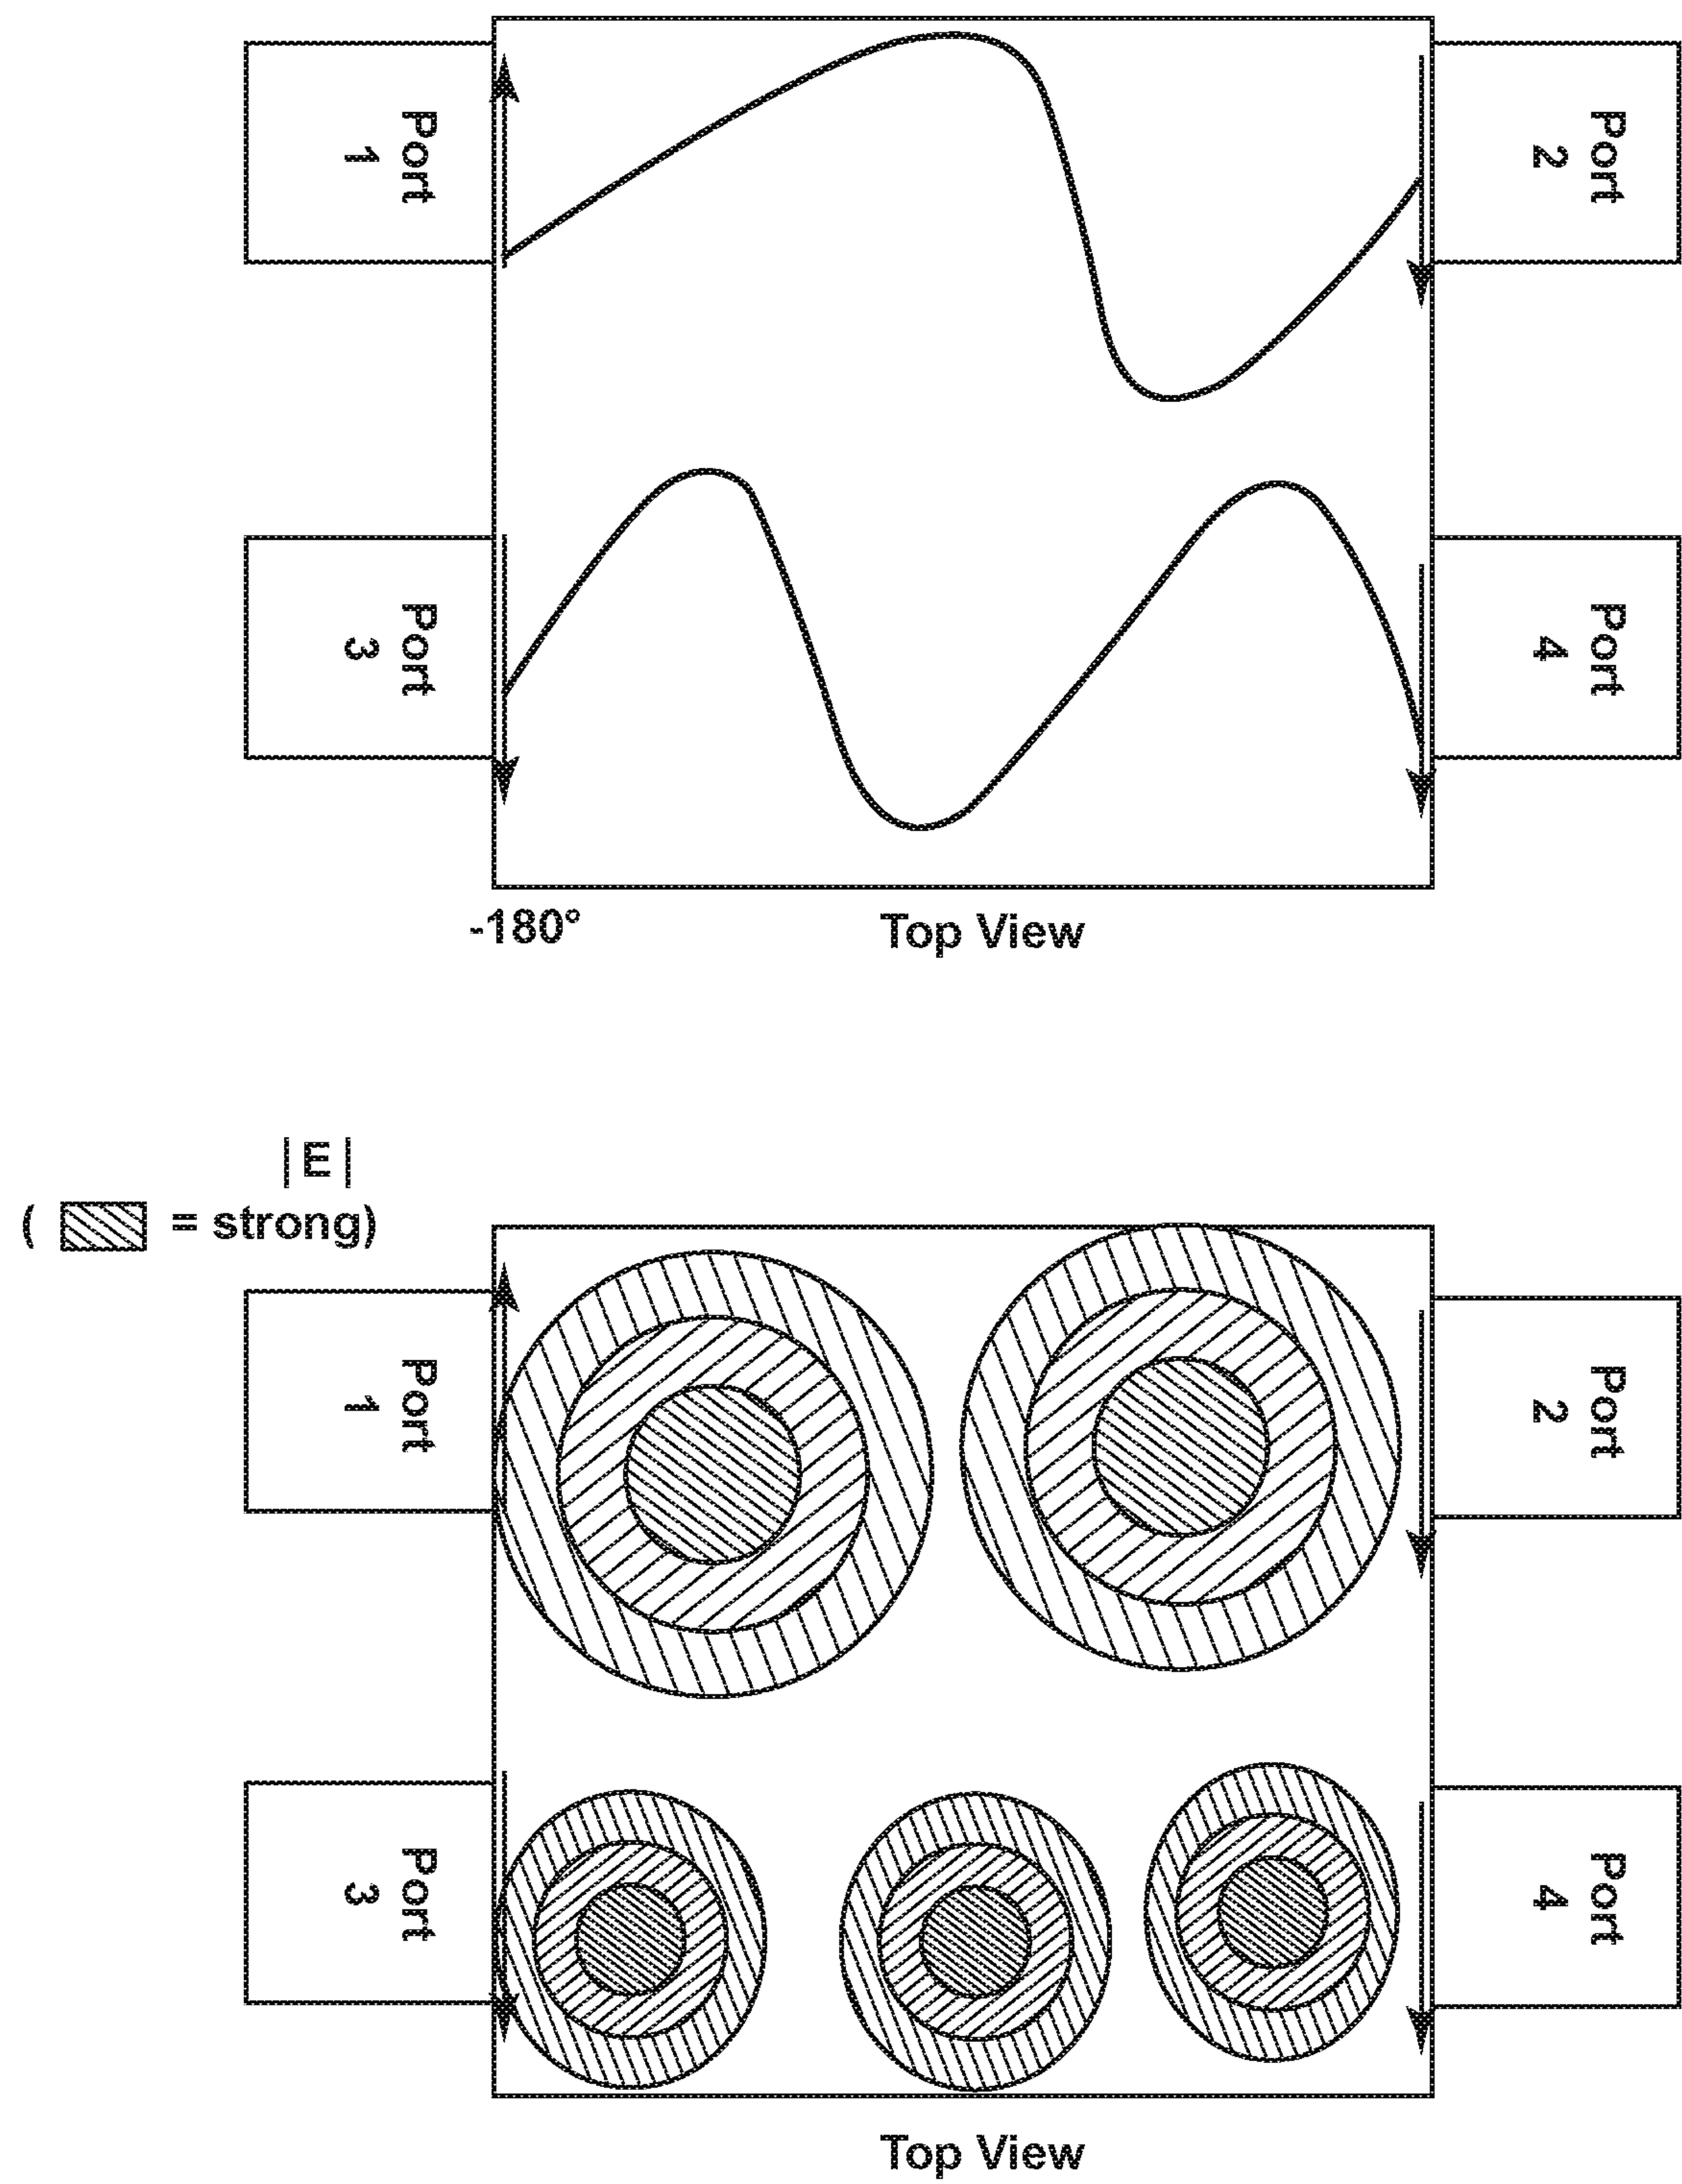 Port
1
Port
2
Port
3
Port
4
-180°
Top View
|E|
( = strong)
Port
1
Port
2
Port
3
Port
4
Top View